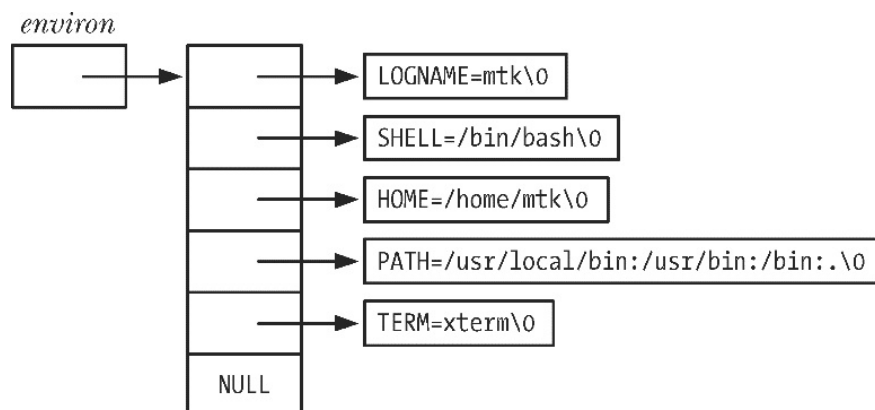 environ
LOGNAME=mtk\0
SHELL=/bin/bash\0
HOME=/home/mtk\0
PATH=/usr/local/bin:/usr/bin:/bin:.\0
TERM=xterm\0
NULL